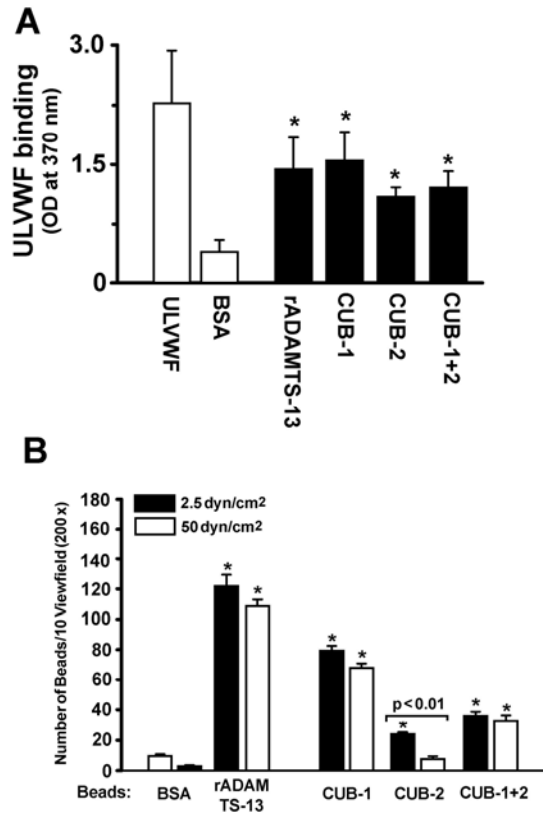 A
ULVWF binding
(OD at 370 nm)
3.0
1.5
0
*
*
*
*
ULVWF
BSA
rADAMTS-13
CUB-1
CUB-2
CUB-1+2
B
Number of Beads/10 Viewfield (200 x)
180
160
140
120
100
80
60
40
20
0
2.5 dyn/cm2
50 dyn/cm2
* *
* *
p < 0.01
*
* *
Beads: BSA rADAM TS-13 CUB-1 CUB-2 CUB-1+2